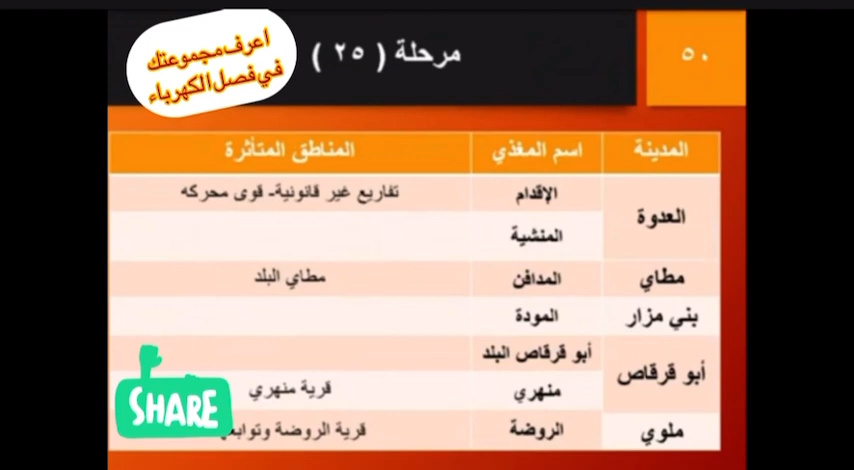 ٥٠
مرحلة ( ٢٥ )
اعرف مجموعتك
في فصل الكهرباء
المدينة اسم المغذي المناطق المتأثرة
العدوة الإقدام تفاريع غير قانونية- قوى محركه
المنشية
مطاي المدافن مطاي البلد
بني مزار المودة
أبو قرقاص أبو قرقاص البلد
منهري قرية منهري
ملوي الروضة قرية الروضة
SHARE